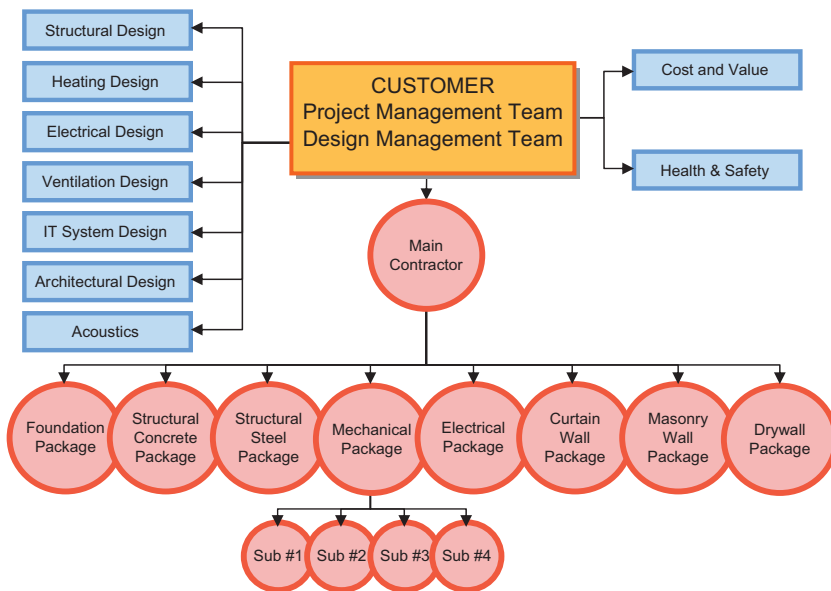 Structural Design
Heating Design
Electrical Design
Ventilation Design
IT System Design
Architectural Design
Acoustics
CUSTOMER
Project Management Team
Design Management Team
Cost and Value
Health & Safety
Main
Contractor
Foundation
Package
Structural
Concrete
Package
Structural
Steel
Package
Mechanical
Package
Electrical
Package
Curtain
Wall
Package
Masonry
Wall
Package
Drywall
Package
Sub #1
Sub #2
Sub #3
Sub #4